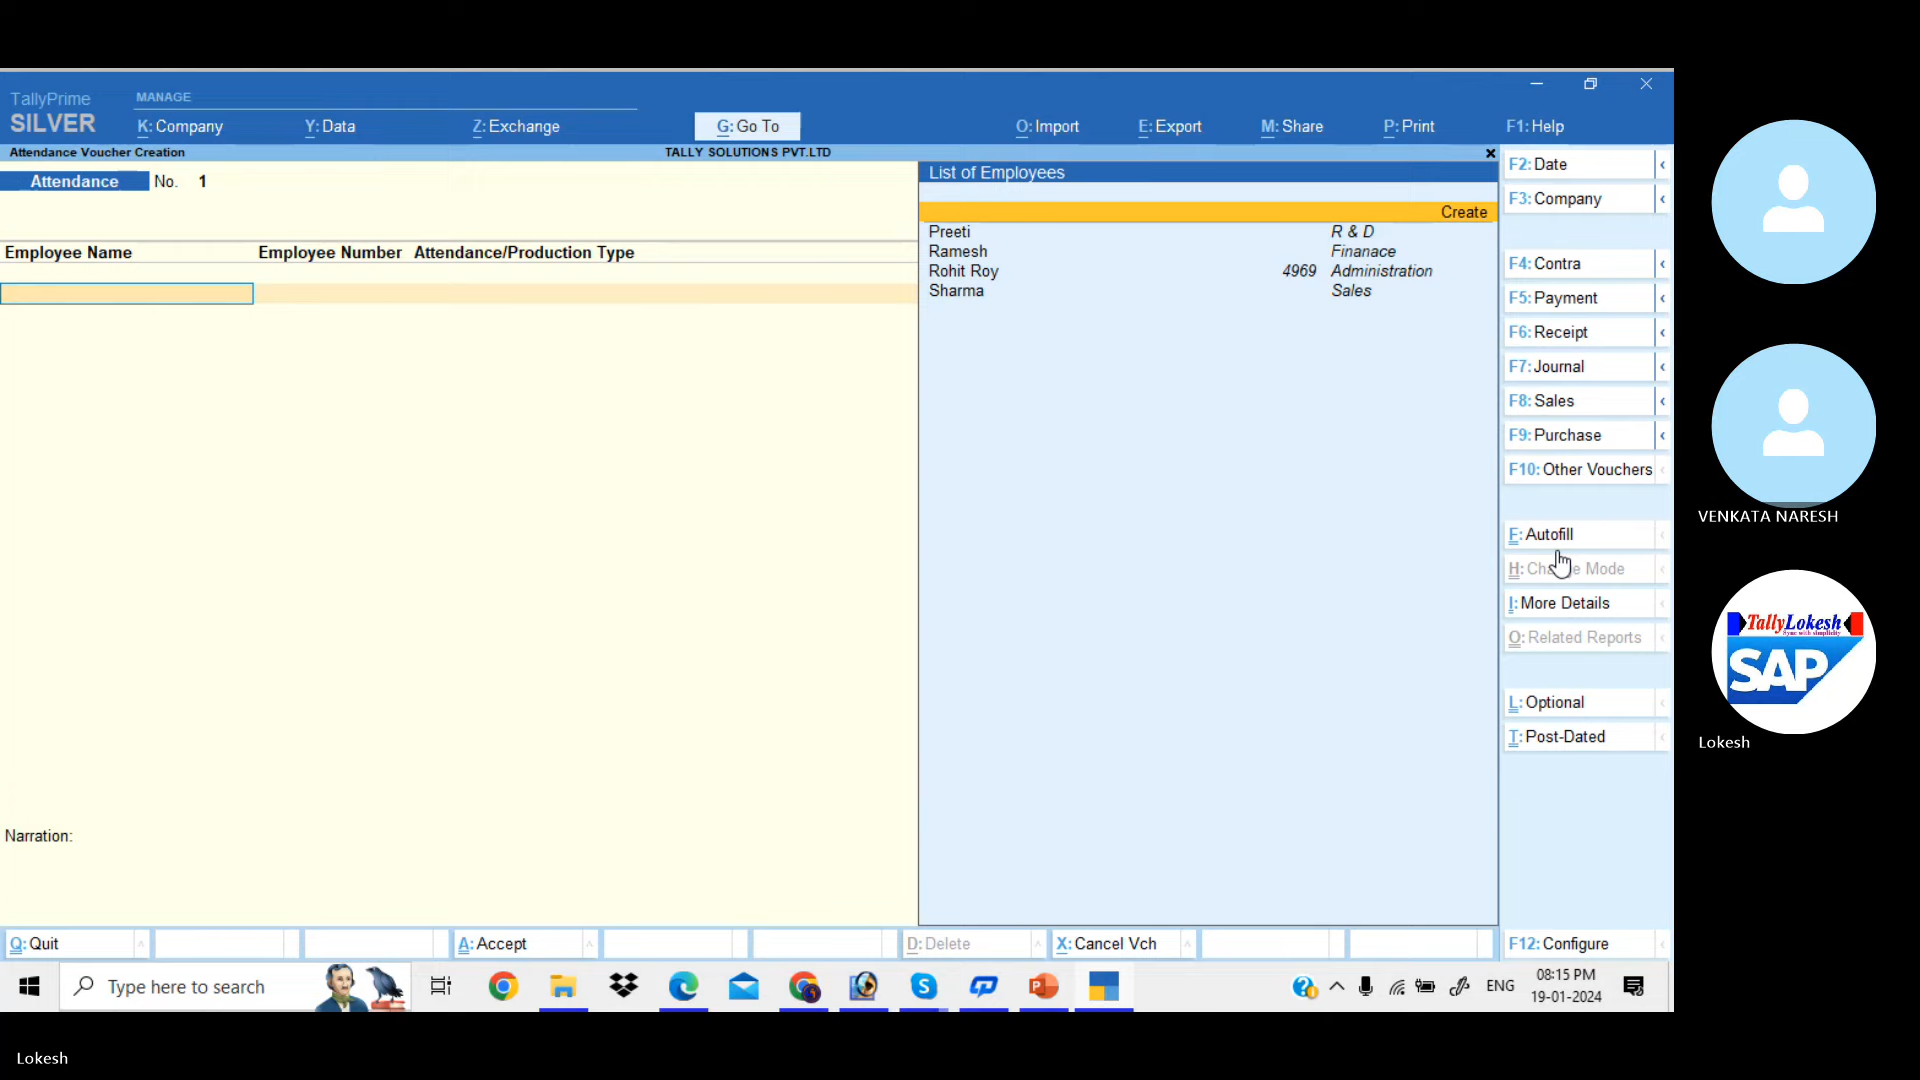 TallyPrime
SILVER
MANAGE
K: Company
Y: Data
Z: Exchange
G: Go To
O: Import
E: Export
M: Share
P: Print
F1: Help
Attendance Voucher Creation
TALLY SOLUTIONS PVT.LTD
Attendance No. 1
Employee Name Employee Number Attendance/Production Type
List of Employees
Create
Preeti R & D
Ramesh Finanace
Rohit Roy 4969 Administration
Sharma Sales
F2: Date
F3: Company
F4: Contra
F5: Payment
F6: Receipt
F7: Journal
F8: Sales
F9: Purchase
F10: Other Vouchers
F: Autofill
H: Change Mode
I: More Details
O: Related Reports
L: Optional
T: Post-Dated
Narration:
Q: Quit
A: Accept
D: Delete
X: Cancel Vch
F12: Configure
Type here to search
ENG
08:15 PM
19-01-2024
VENKATA NARESH
TallyLokesh
Sync with simplicity
SAP
Lokesh
Lokesh